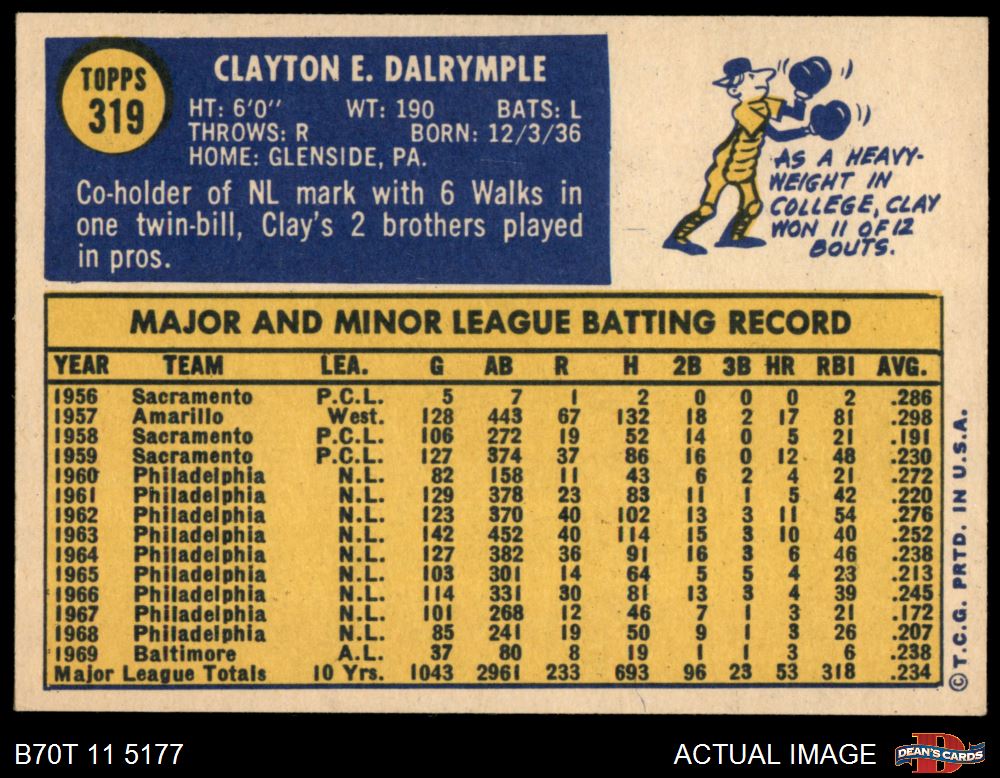 TOPPS
319
CLAYTON E. DALRYMPLE
HT: 6'0'' WT: 190 BATS: L
THROWS: R BORN: 12/3/36
HOME: GLENSIDE, PA.
Co-holder of NL mark with 6 Walks in
one twin-bill, Clay's 2 brothers played
in pros.
AS A HEAVY-
WEIGHT IN
COLLEGE, CLAY
WON 11 OF 12
BOUTS.
MAJOR AND MINOR LEAGUE BATTING RECORD
YEAR TEAM LEA. G AB R H 2B 3B HR RBI AVG.
1956 Sacramento P.C.L. 5 7 1 2 0 0 0 2 .286
1957 Amarillo West. 128 443 67 132 18 2 17 81 .298
1958 Sacramento P.C.L. 106 272 19 52 14 0 5 21 .191
1959 Sacramento P.C.L. 127 374 37 86 16 0 12 48 .230
1960 Philadelphia N.L. 82 158 11 43 6 2 4 21 .272
1961 Philadelphia N.L. 129 378 23 83 11 1 5 42 .220
1962 Philadelphia N.L. 123 370 40 102 13 3 11 54 .276
1963 Philadelphia N.L. 142 452 40 114 15 3 10 40 .252
1964 Philadelphia N.L. 127 382 36 91 16 3 6 46 .238
1965 Philadelphia N.L. 103 301 14 64 5 5 4 23 .213
1966 Philadelphia N.L. 114 331 30 81 13 3 4 39 .245
1967 Philadelphia N.L. 101 268 12 46 7 1 3 21 .172
1968 Philadelphia N.L. 85 241 19 50 9 1 3 26 .207
1969 Baltimore A.L. 37 80 8 19 1 1 3 6 .238
Major League Totals 10 Yrs. 1043 2961 233 693 96 23 53 318 .234
© T.C.G. PRTD. IN U.S.A.
B70T 11 5177
ACTUAL IMAGE
DEAN'S CARDS